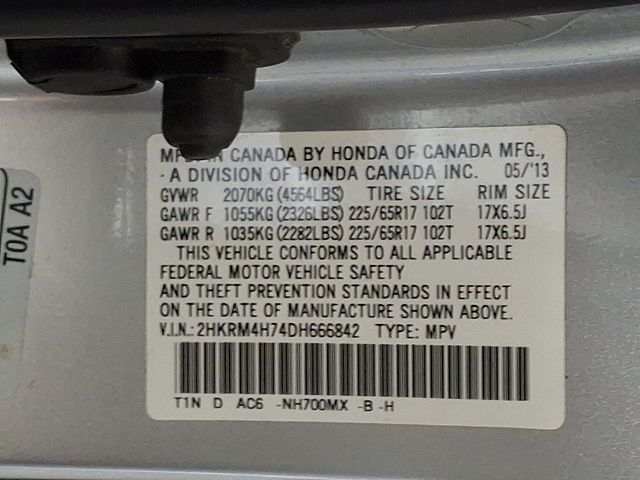 MFD. IN CANADA BY HONDA OF CANADA MFG.,
A DIVISION OF HONDA CANADA INC. 05/'13
GVWR 2070KG (4564LBS) TIRE SIZE RIM SIZE
GAWR F 1055KG (2326LBS) 225/65R17 102T 17X6.5J
GAWR R 1035KG (2282LBS) 225/65R17 102T 17X6.5J
THIS VEHICLE CONFORMS TO ALL APPLICABLE
FEDERAL MOTOR VEHICLE SAFETY
AND THEFT PREVENTION STANDARDS IN EFFECT
ON THE DATE OF MANUFACTURE SHOWN ABOVE.
V.I.N.: 2HKRM4H74DH666842 TYPE: MPV
T1N D AC6 -NH700MX -B -H
T0A A2